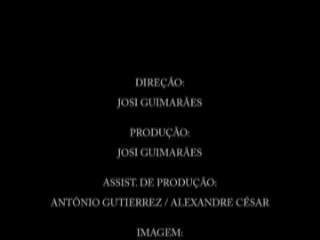 DIREÇÃO:
JOSI GUIMARÃES
PRODUÇÃO:
JOSI GUIMARÃES
ASSIST. DE PRODUÇÃO:
ANTÔNIO GUTIERREZ / ALEXANDRE CÉSAR
IMAGEM: